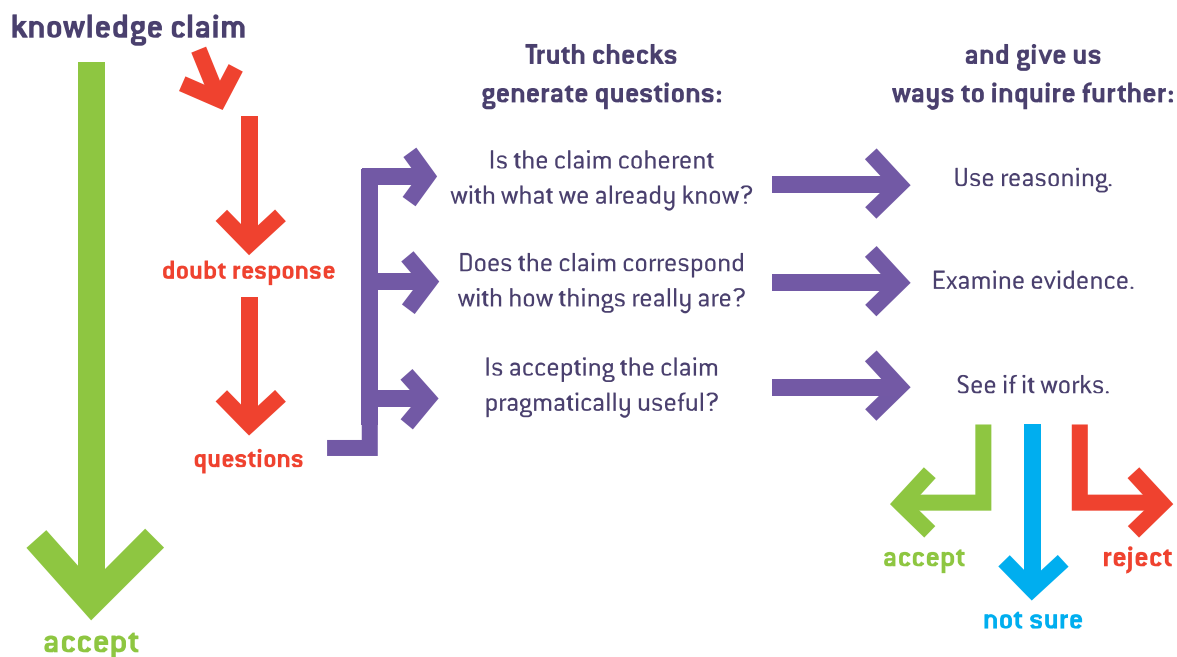 knowledge claim
accept
doubt response
questions
Truth checks
generate questions:
Is the claim coherent
with what we already know?
Does the claim correspond
with how things really are?
Is accepting the claim
pragmatically useful?
and give us
ways to inquire further:
Use reasoning.
Examine evidence.
See if it works.
accept
not sure
reject